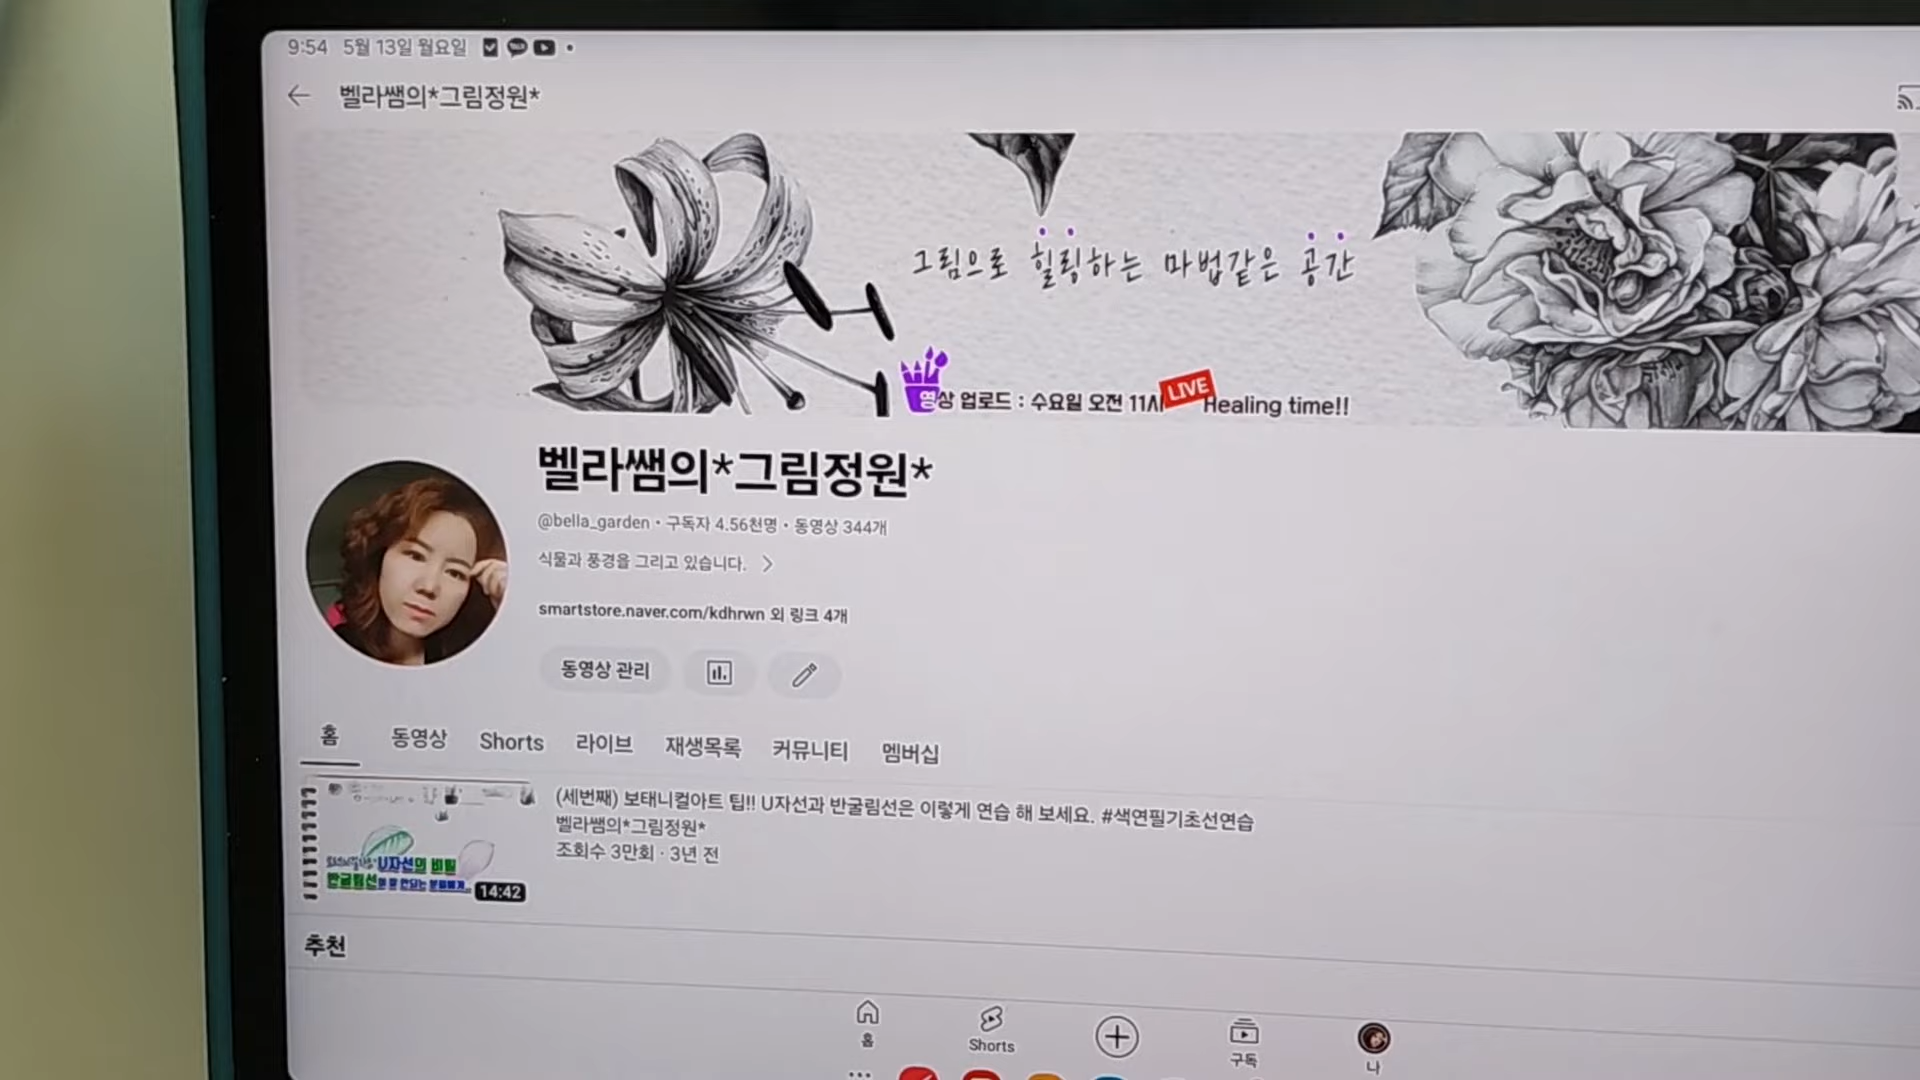 9:54 5월 13일 월요일
벨라쌤의*그림정원*
그림으로 힐링하는 마법같은 공간
영상 업로드 : 수요일 오전 11시 LIVE Healing time!!
벨라쌤의*그림정원*
@bella_garden • 구독자 4.56천명 • 동영상 344개
식물과 풍경을 그리고 있습니다.
smartstore.naver.com/kdhrwn 외 링크 4개
동영상 관리
홈 동영상 Shorts 라이브 재생목록 커뮤니티 멤버십
(세번째) 보태니컬아트 팁!! U자선과 반굴림선은 이렇게 연습 해 보세요. #색연필기초선연습
벨라쌤의*그림정원*
조회수 3만회 · 3년 전
U자선의 비밀
반굴림선
14:42
추천
홈 Shorts 구독 나